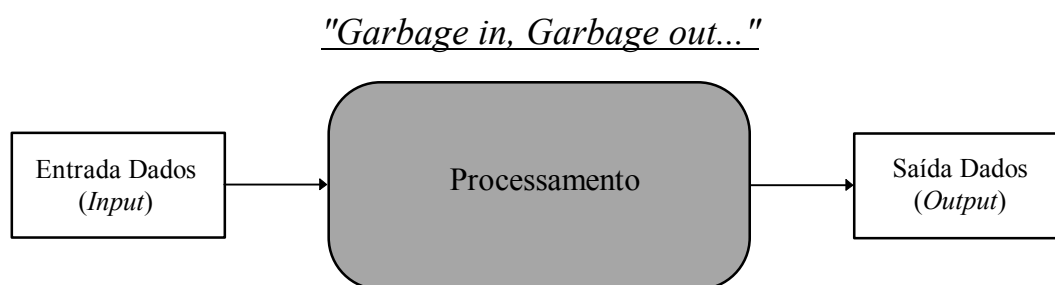 "Garbage in, Garbage out..."
Entrada Dados
(Input)
Processamento
Saída Dados
(Output)